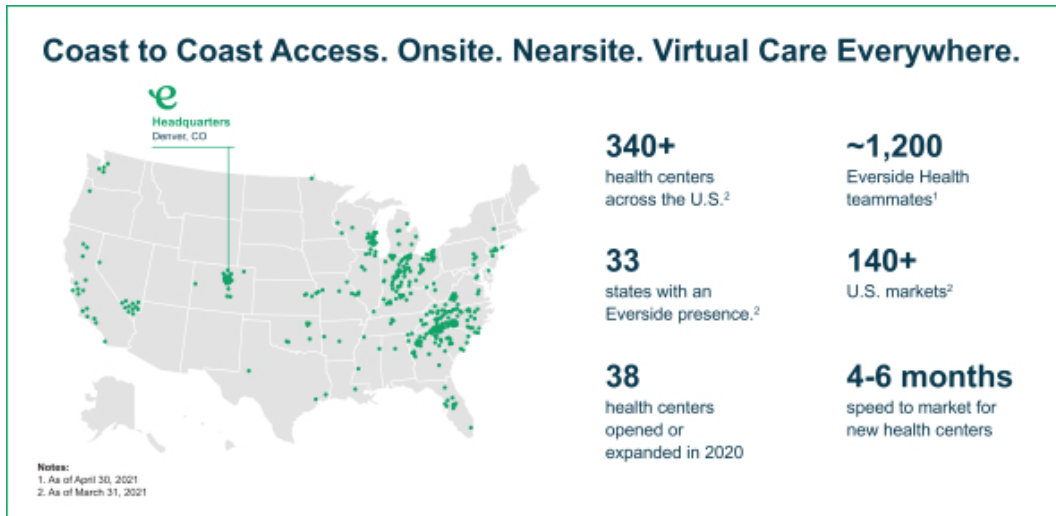 Coast to Coast Access. Onsite. Nearsite. Virtual Care Everywhere.
e
Headquarters
Denver, CO
340+
health centers
across the U.S.²
~1,200
Everside Health
teammates¹
33
states with an
Everside presence.²
140+
U.S. markets²
38
health centers
opened or
expanded in 2020
4-6 months
speed to market for
new health centers
Notes:
1. As of April 30, 2021
2. As of March 31, 2021